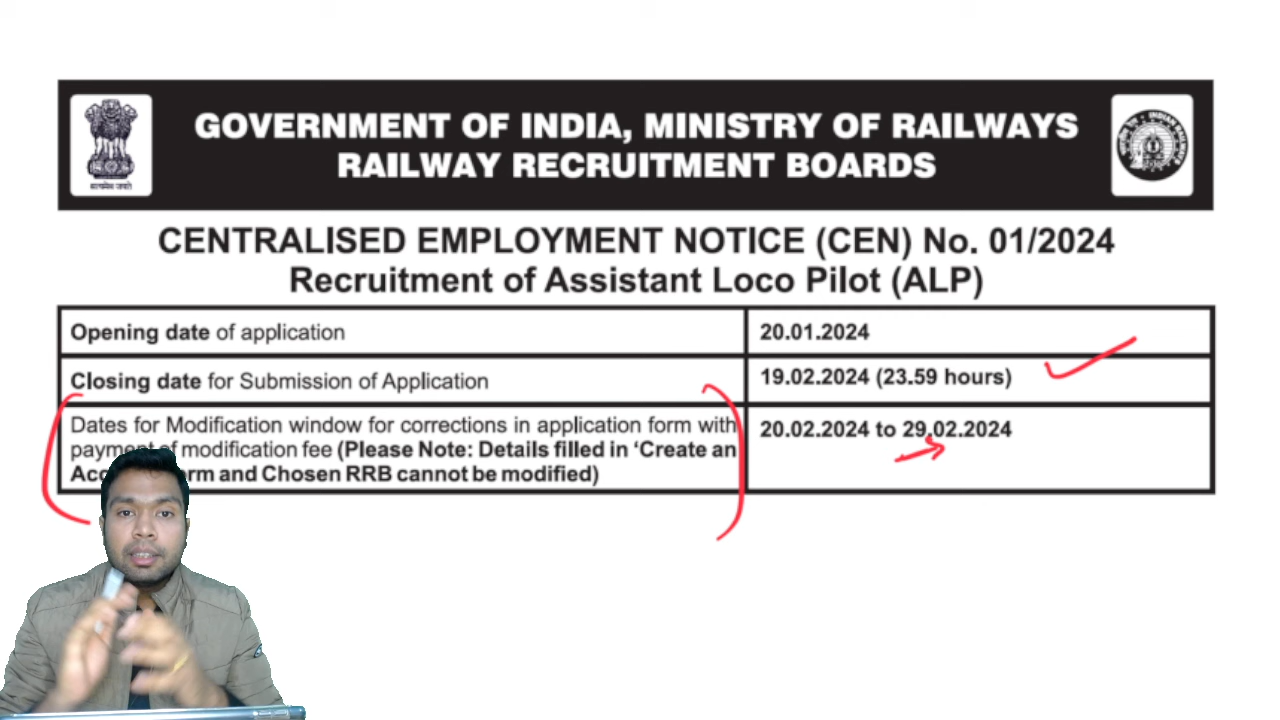 GOVERNMENT OF INDIA, MINISTRY OF RAILWAYS
RAILWAY RECRUITMENT BOARDS
सत्यमेव जयते
CENTRALISED EMPLOYMENT NOTICE (CEN) No. 01/2024
Recruitment of Assistant Loco Pilot (ALP)
Opening date of application
20.01.2024
Closing date for Submission of Application
19.02.2024 (23.59 hours)
Dates for Modification window for corrections in application form with
payment of modification fee (Please Note: Details filled in ‘Create an
rm and Chosen RRB cannot be modified)
20.02.2024 to 29.02.2024